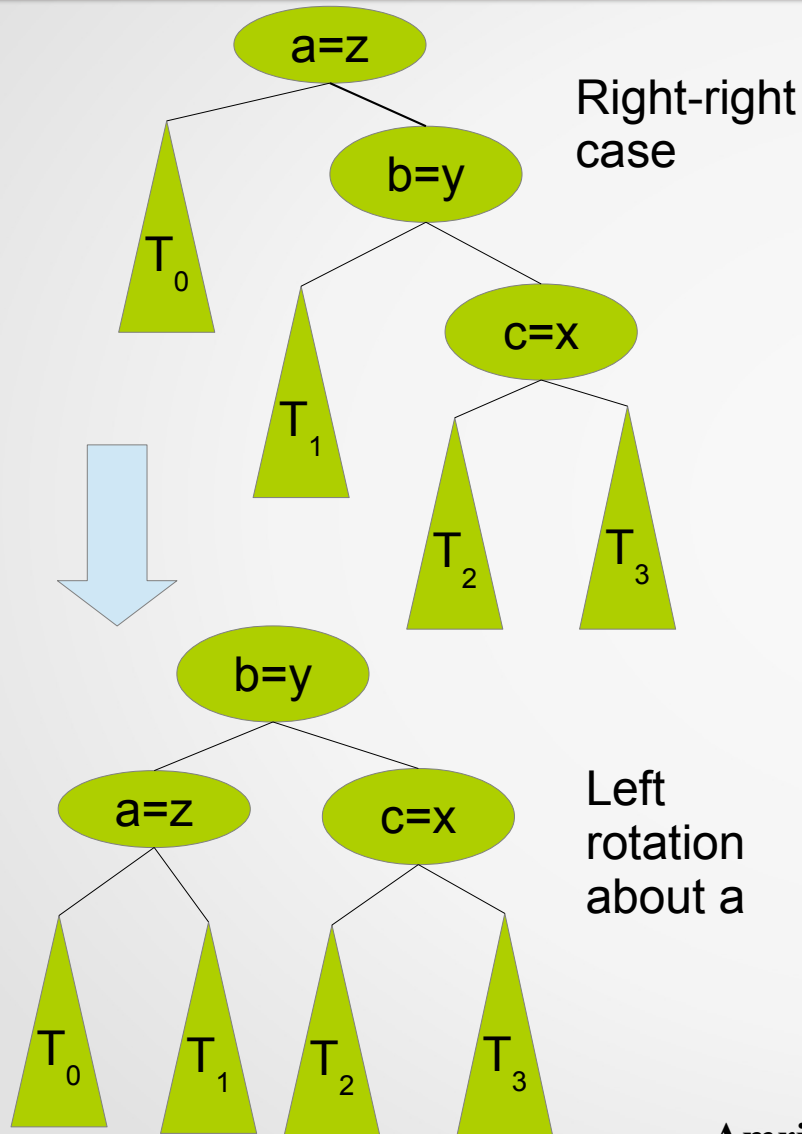 a=z
Right-right
case
b=y
T0
c=x
T1
T2
T3
b=y
a=z
c=x
Left
rotation
about a
T0
T1
T2
T3